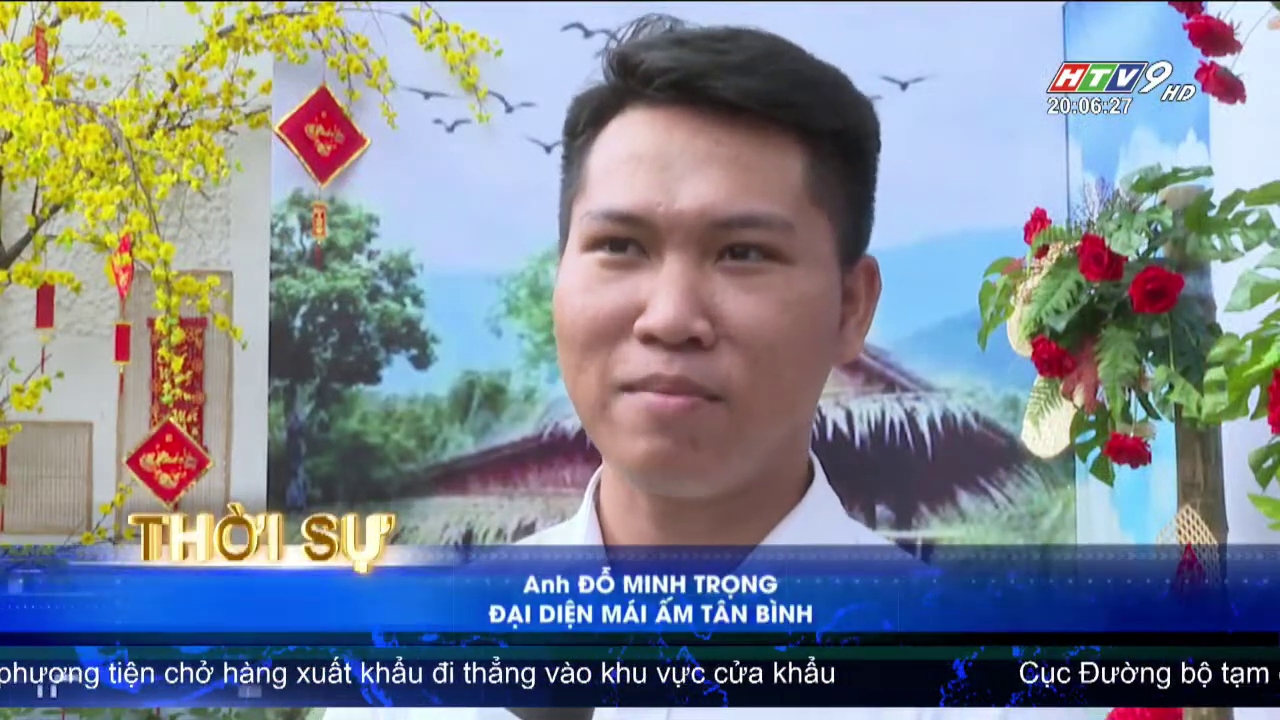 HTV9 HD
20:06:27
THỜI SỰ
Anh ĐỖ MINH TRỌNG
ĐẠI DIỆN MÁI ẤM TÂN BÌNH
phương tiện chở hàng xuất khẩu đi thẳng vào khu vực cửa khẩu
Cục Đường bộ tạm